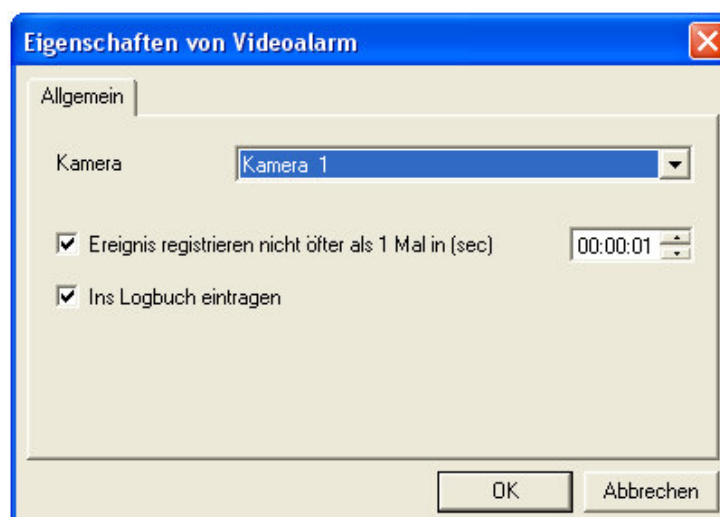 Eigenschaften von Videoalarm
Allgemein
Kamera Kamera 1
Ereignis registrieren nicht öfter als 1 Mal in (sec) 00:00:01
Ins Logbuch eintragen
OK Abbrechen